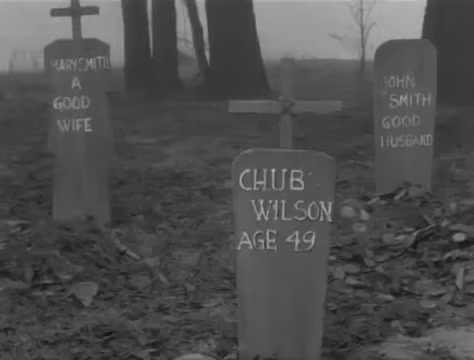 MARY SMITH
A
GOOD
WIFE
CHUB
WILSON
AGE 49
JOHN
SMITH
GOOD
HUSBAND